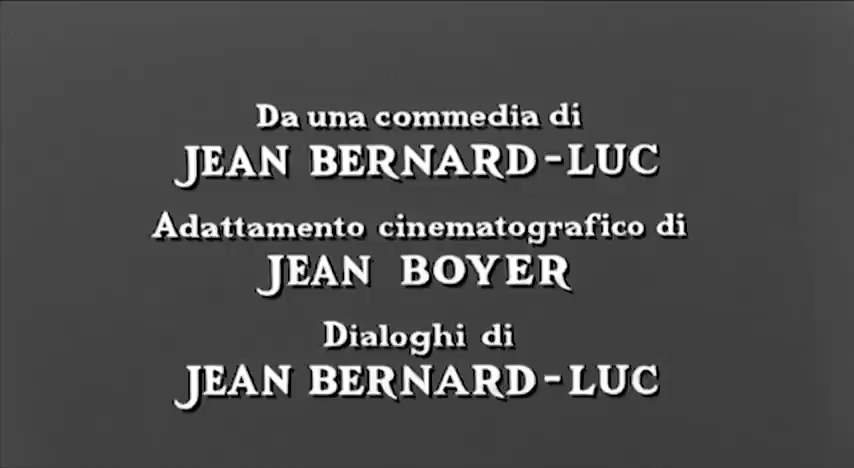 Da una commedia di
JEAN BERNARD-LUC
Adattamento cinematografico di
JEAN BOYER
Dialoghi di
JEAN BERNARD-LUC